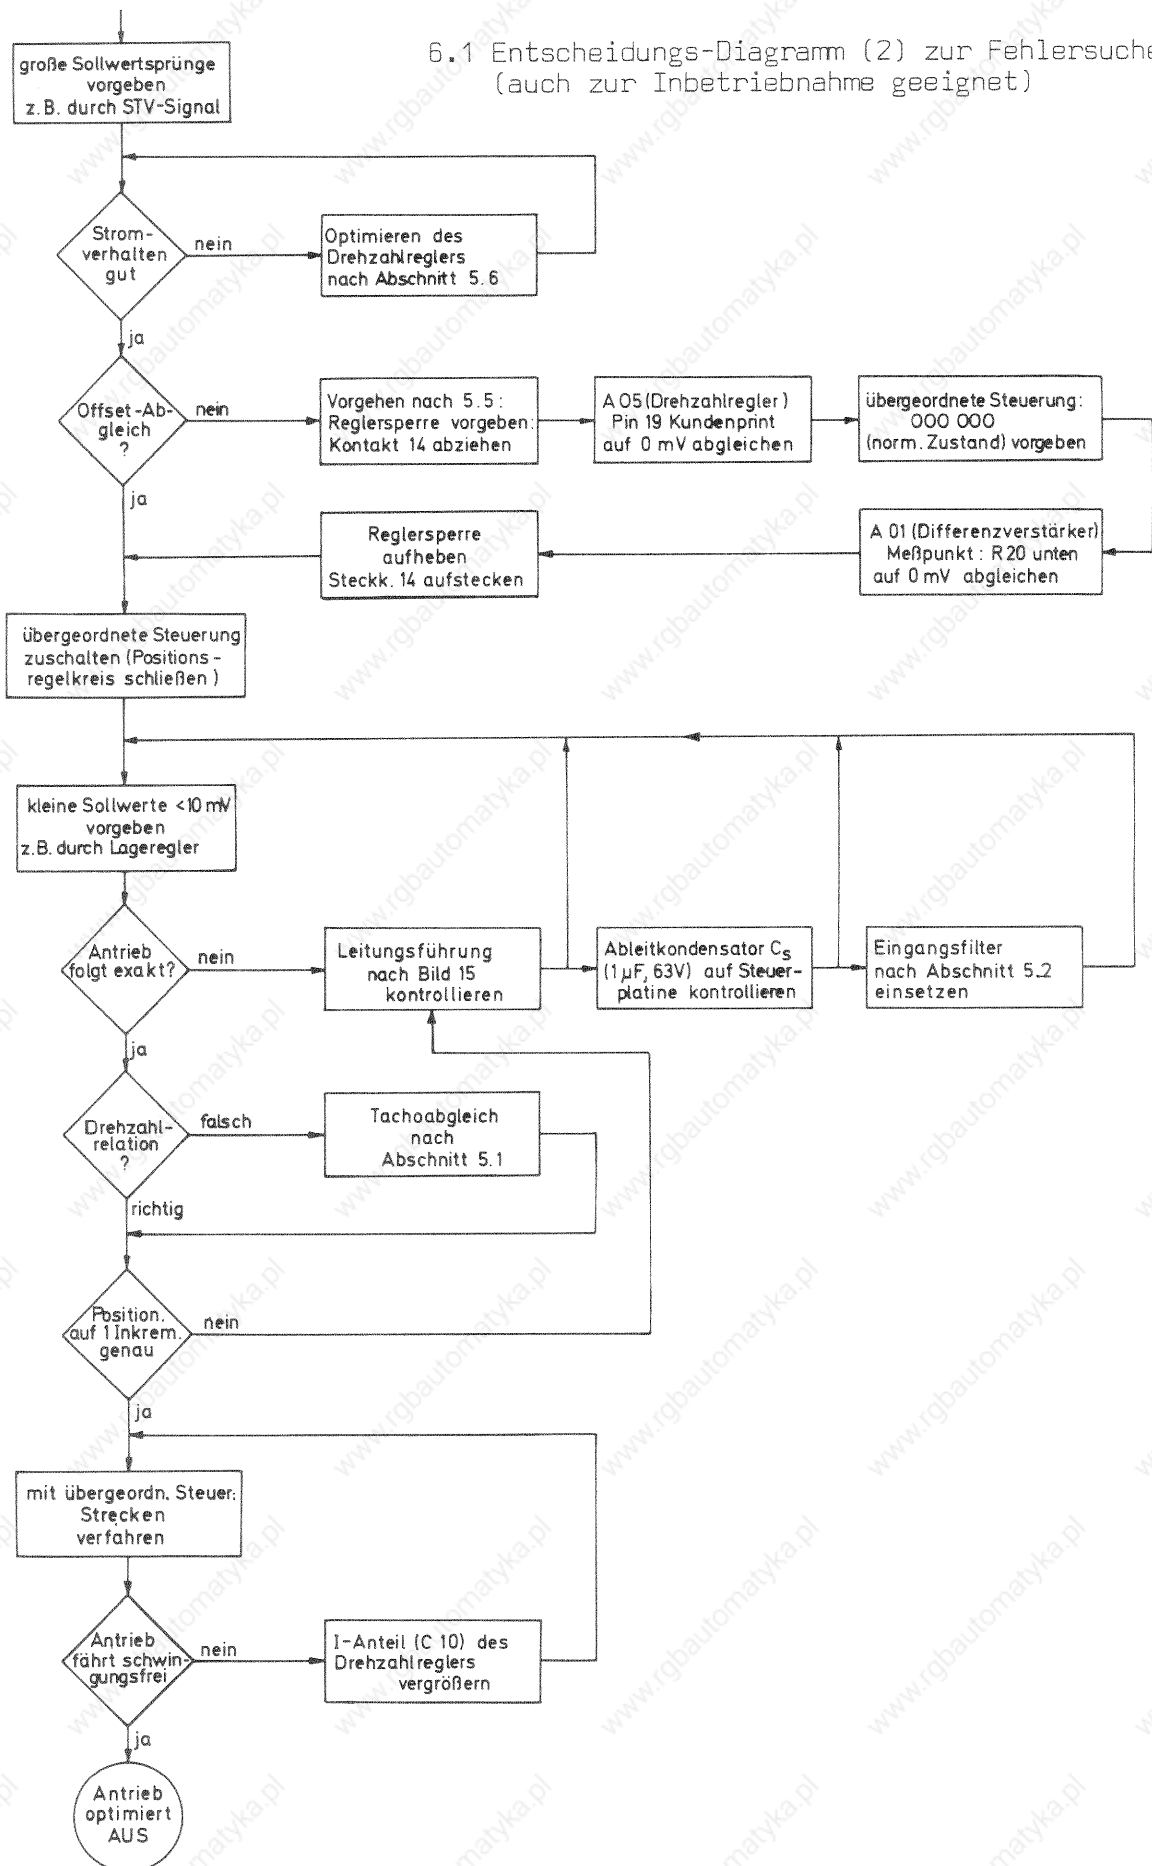 6.1 Entscheidungs-Diagramm (2) zur Fehlersuche
(auch zur Inbetriebnahme geeignet)
große Sollwertsprünge
vorgeben
z.B. durch STV-Signal
Strom-
verhalten
gut
nein
Optimieren des
Drehzahlreglers
nach Abschnitt 5.6
ja
Offset-Ab-
gleich
?
nein
Vorgehen nach 5.5:
Reglersperre vorgeben:
Kontakt 14 abziehen
A 05 (Drehzahlregler)
Pin 19 Kundenprint
auf 0 mV abgleichen
übergeordnete Steuerung:
000 000
(norm. Zustand) vorgeben
ja
A 01 (Differenzverstärker)
Meßpunkt: R 20 unten
auf 0 mV abgleichen
Reglersperre
aufheben
Steckk. 14 aufstecken
übergeordnete Steuerung
zuschalten (Positions-
regelkreis schließen)
kleine Sollwerte <10 mV
vorgeben
z.B. durch Lageregler
Antrieb
folgt exakt?
nein
Leitungsführung
nach Bild 15
kontrollieren
Ableitkondensator Cs
(1 µF, 63V) auf Steuer-
platine kontrollieren
Eingangsfilter
nach Abschnitt 5.2
einsetzen
ja
Drehzahl-
relation
?
falsch
Tachoabgleich
nach
Abschnitt 5.1
richtig
Position.
auf 1 Inkrem.
genau
nein
ja
mit übergeordn. Steuer.
Strecken
verfahren
Antrieb
fährt schwin-
gungsfrei
nein
I-Anteil (C 10) des
Drehzahlreglers
vergrößern
ja
Antrieb
optimiert
AUS
www.rgbautomatyka.pl